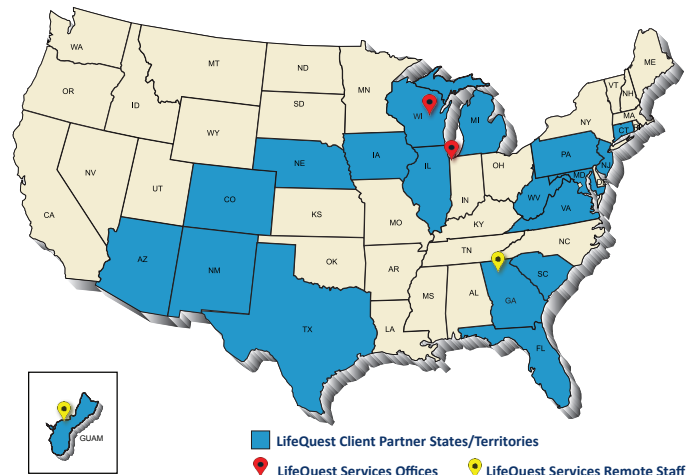 WA
MT
ND
MN
ME
OR
ID
SD
WI
MI
VT
NH
NY
MA
CT
WY
NE
IA
PA
NJ
NV
UT
CO
IL
IN
OH
MD
DE
CA
KS
MO
WV
VA
KY
AZ
NM
OK
AR
TN
NC
SC
MS
AL
GA
TX
LA
FL
GUAM
LifeQuest Client Partner States/Territories
LifeQuest Services Offices
LifeQuest Services Remote Staff